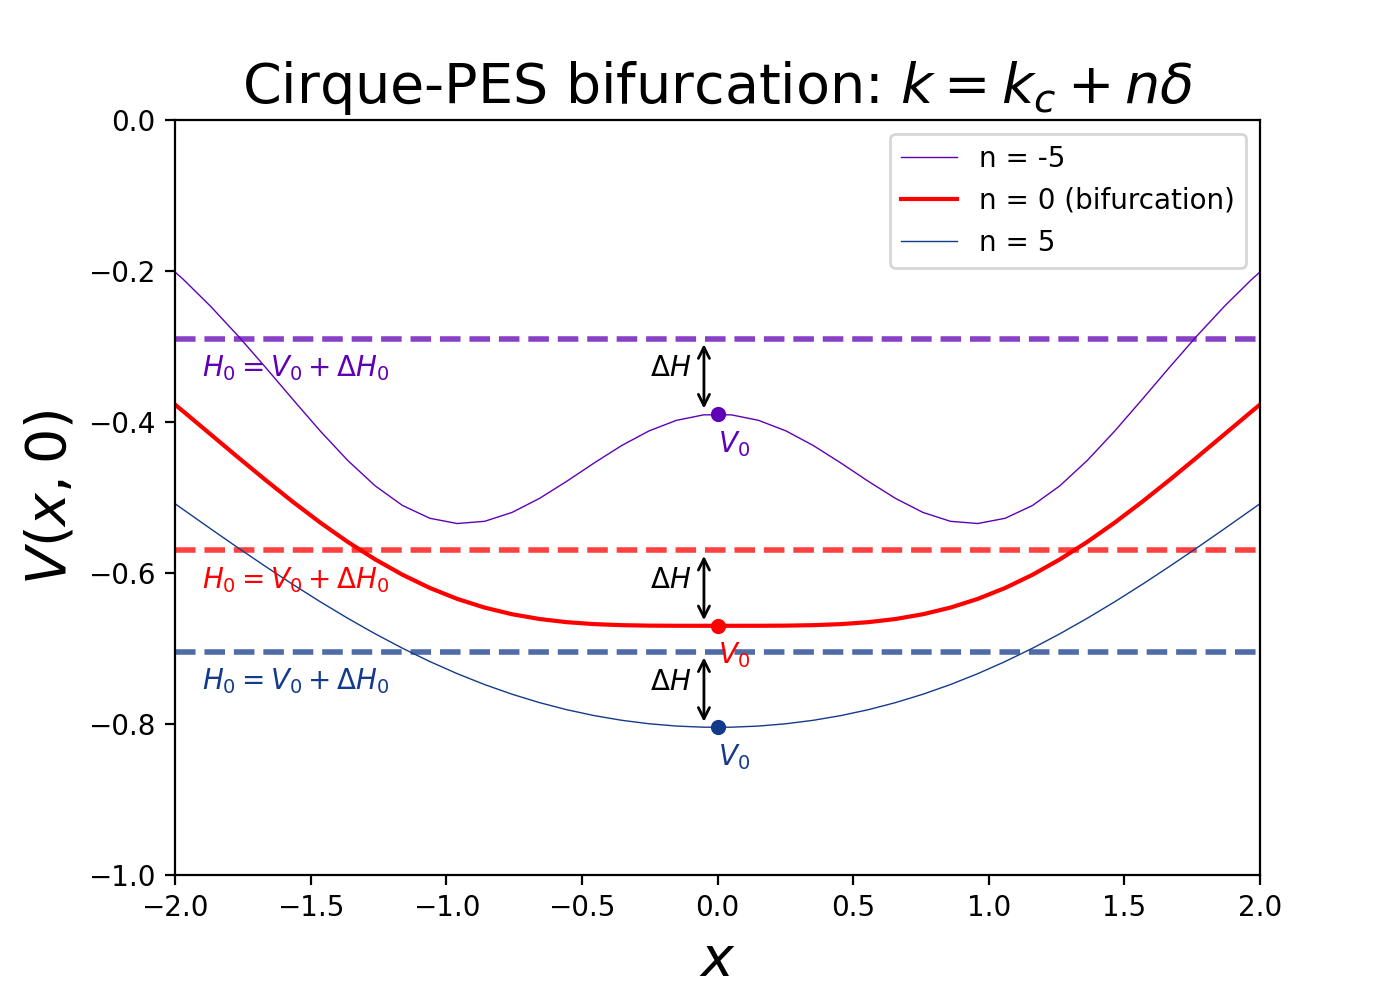 Cirque-PES bifurcation: k = k_c + nδ
n = -5
n = 0 (bifurcation)
n = 5
0.0
−0.2
−0.4
−0.6
−0.8
−1.0
V(x, 0)
H₀ = V₀ + ΔH₀
ΔH
V₀
H₀ = V₀ + ΔH₀
ΔH
V₀
H₀ = V₀ + ΔH₀
ΔH
V₀
−2.0 −1.5 −1.0 −0.5 0.0 0.5 1.0 1.5 2.0
x